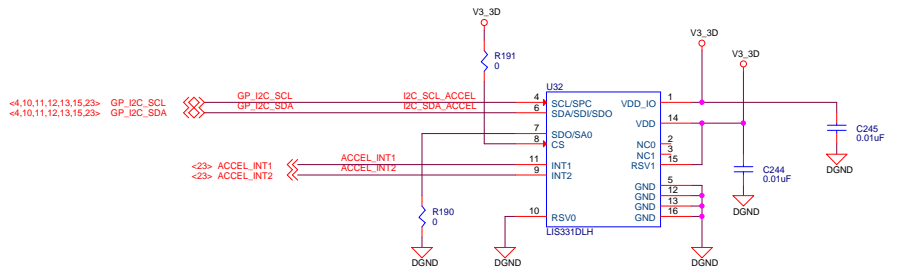 V3_3D
V3_3D
V3_3D
R191
0
U32
<4,10,11,12,13,15,23> GP_I2C_SCL GP_I2C_SCL I2C_SCL_ACCEL 4 SCL/SPC VDD_IO 1
<4,10,11,12,13,15,23> GP_I2C_SDA GP_I2C_SDA I2C_SDA_ACCEL 6 SDA/SDI/SDO
VDD 14
7 SDO/SA0
8 CS
NC0 2
NC1 3
RSV1 15
C245
0.01uF
DGND
<23> ACCEL_INT1 ACCEL_INT1 11 INT1
<23> ACCEL_INT2 ACCEL_INT2 9 INT2
C244
0.01uF
DGND
GND 5
GND 12
GND 13
GND 16
R190
0
10 RSV0
LIS331DLH
DGND
DGND
DGND